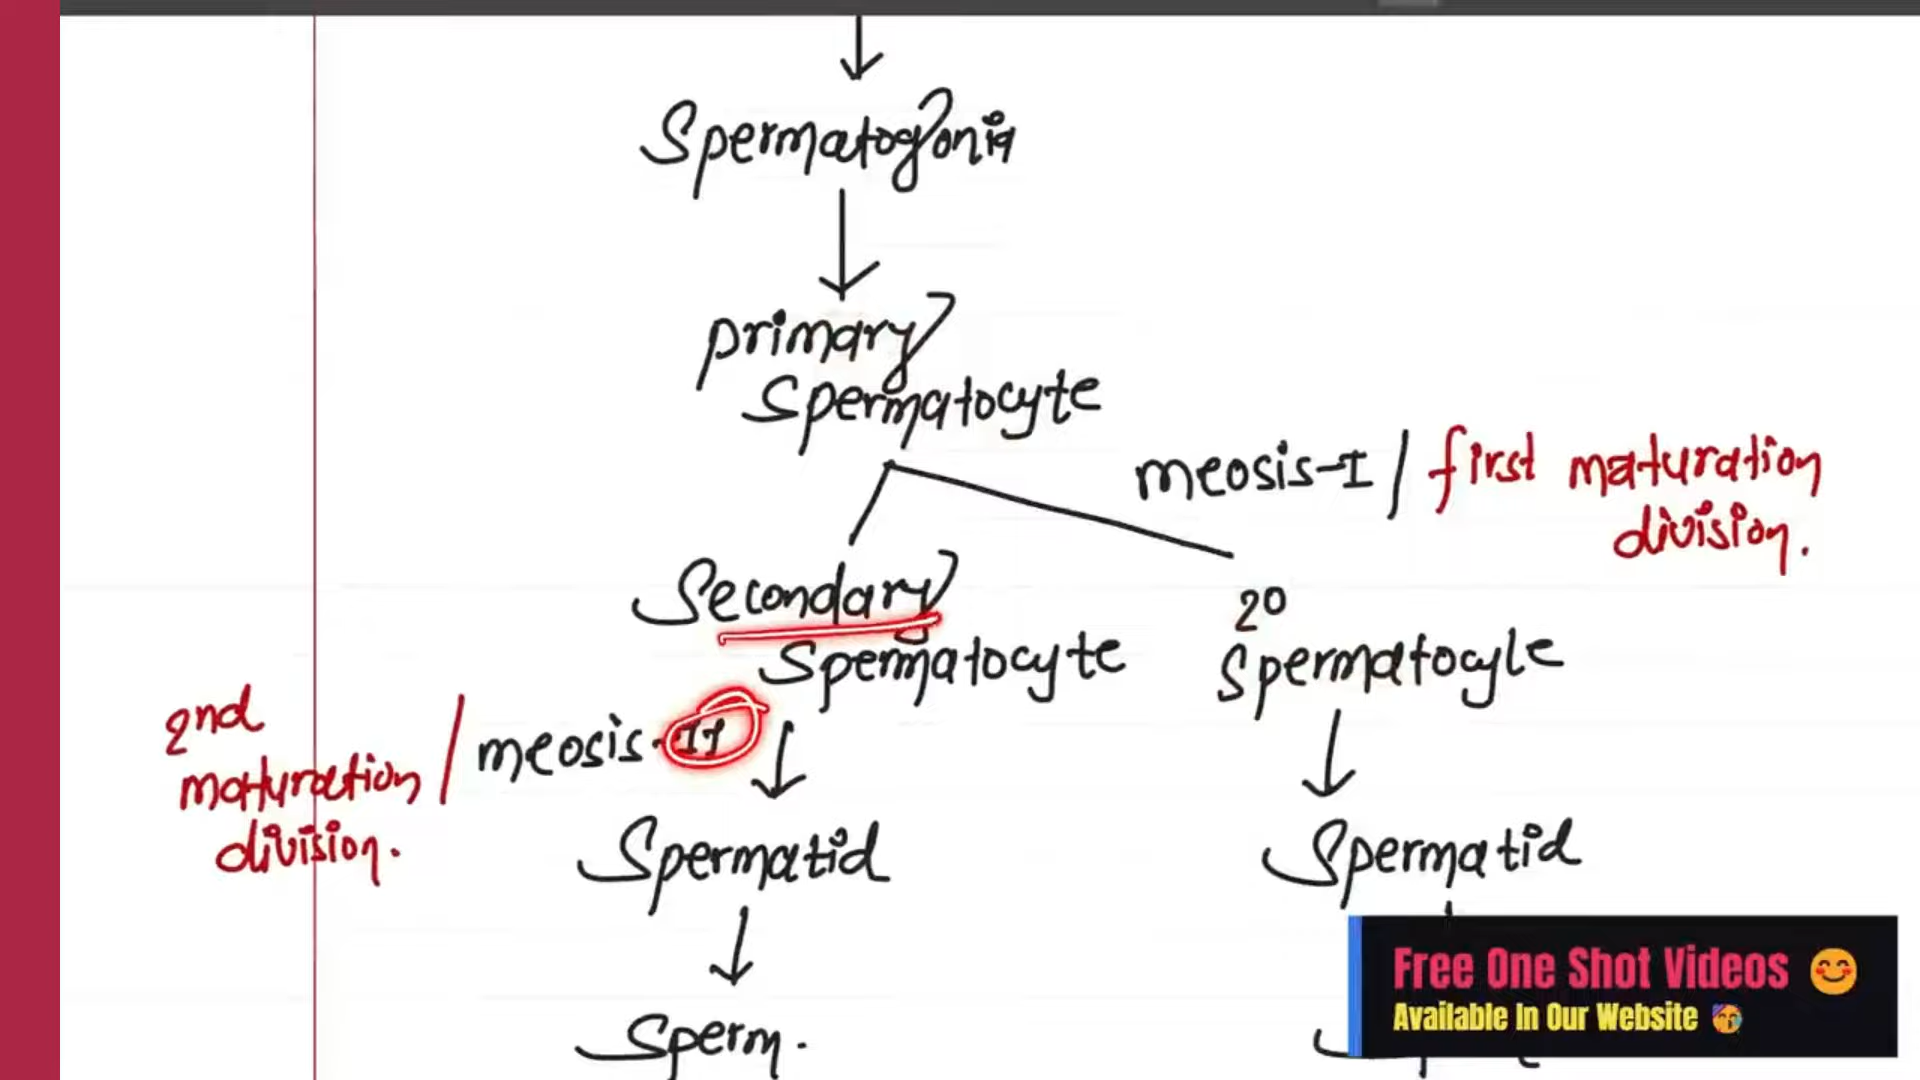 Spermatogonia
primary
Spermatocyte
meosis-I / first maturation
division.
Secondary
Spermatocyte
20
Spermatocyte
2nd
maturation / meosis-II
division.
Spermatid
Spermatid
Sperm.
Free One Shot Videos 😊
Available In Our Website 🥳